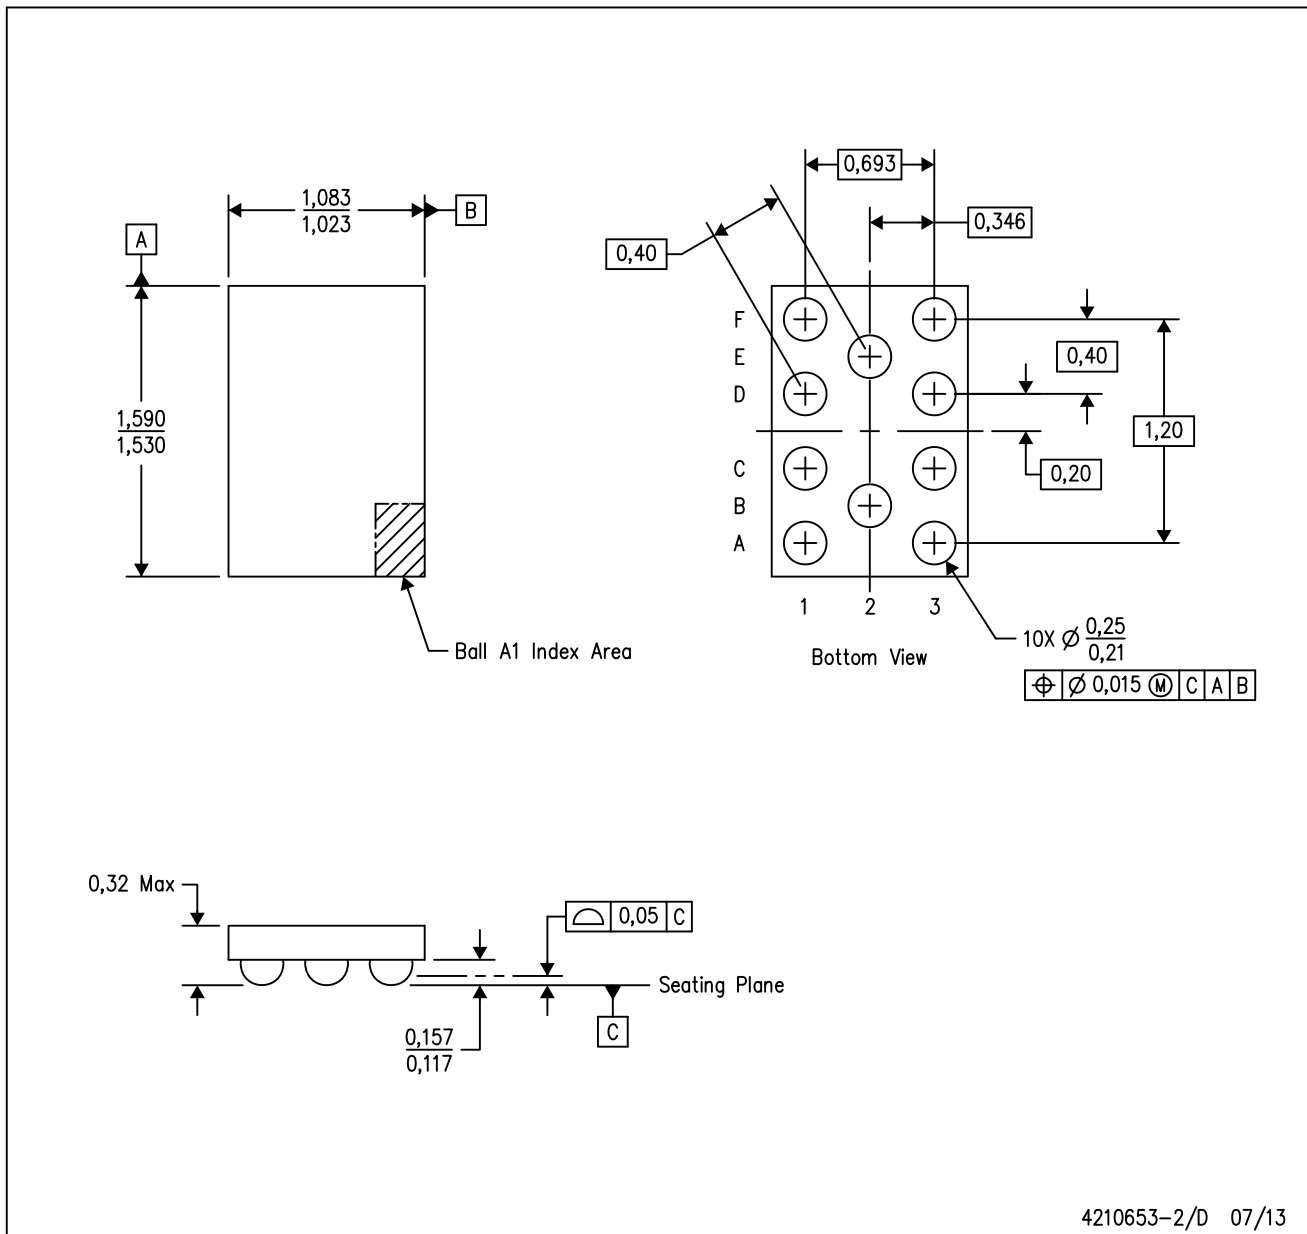 0,693
1,083
1,023
B
0,346
A
0,40
F
E
0,40
D
1,590
1,530
1,20
C
0,20
B
A
1 2 3
10X Ø 0,25
0,21
Ball A1 Index Area
Bottom View
⌖ Ø 0,015 Ⓜ C A B
0,32 Max
⌓ 0,05 C
Seating Plane
C
0,157
0,117
4210653-2/D 07/13